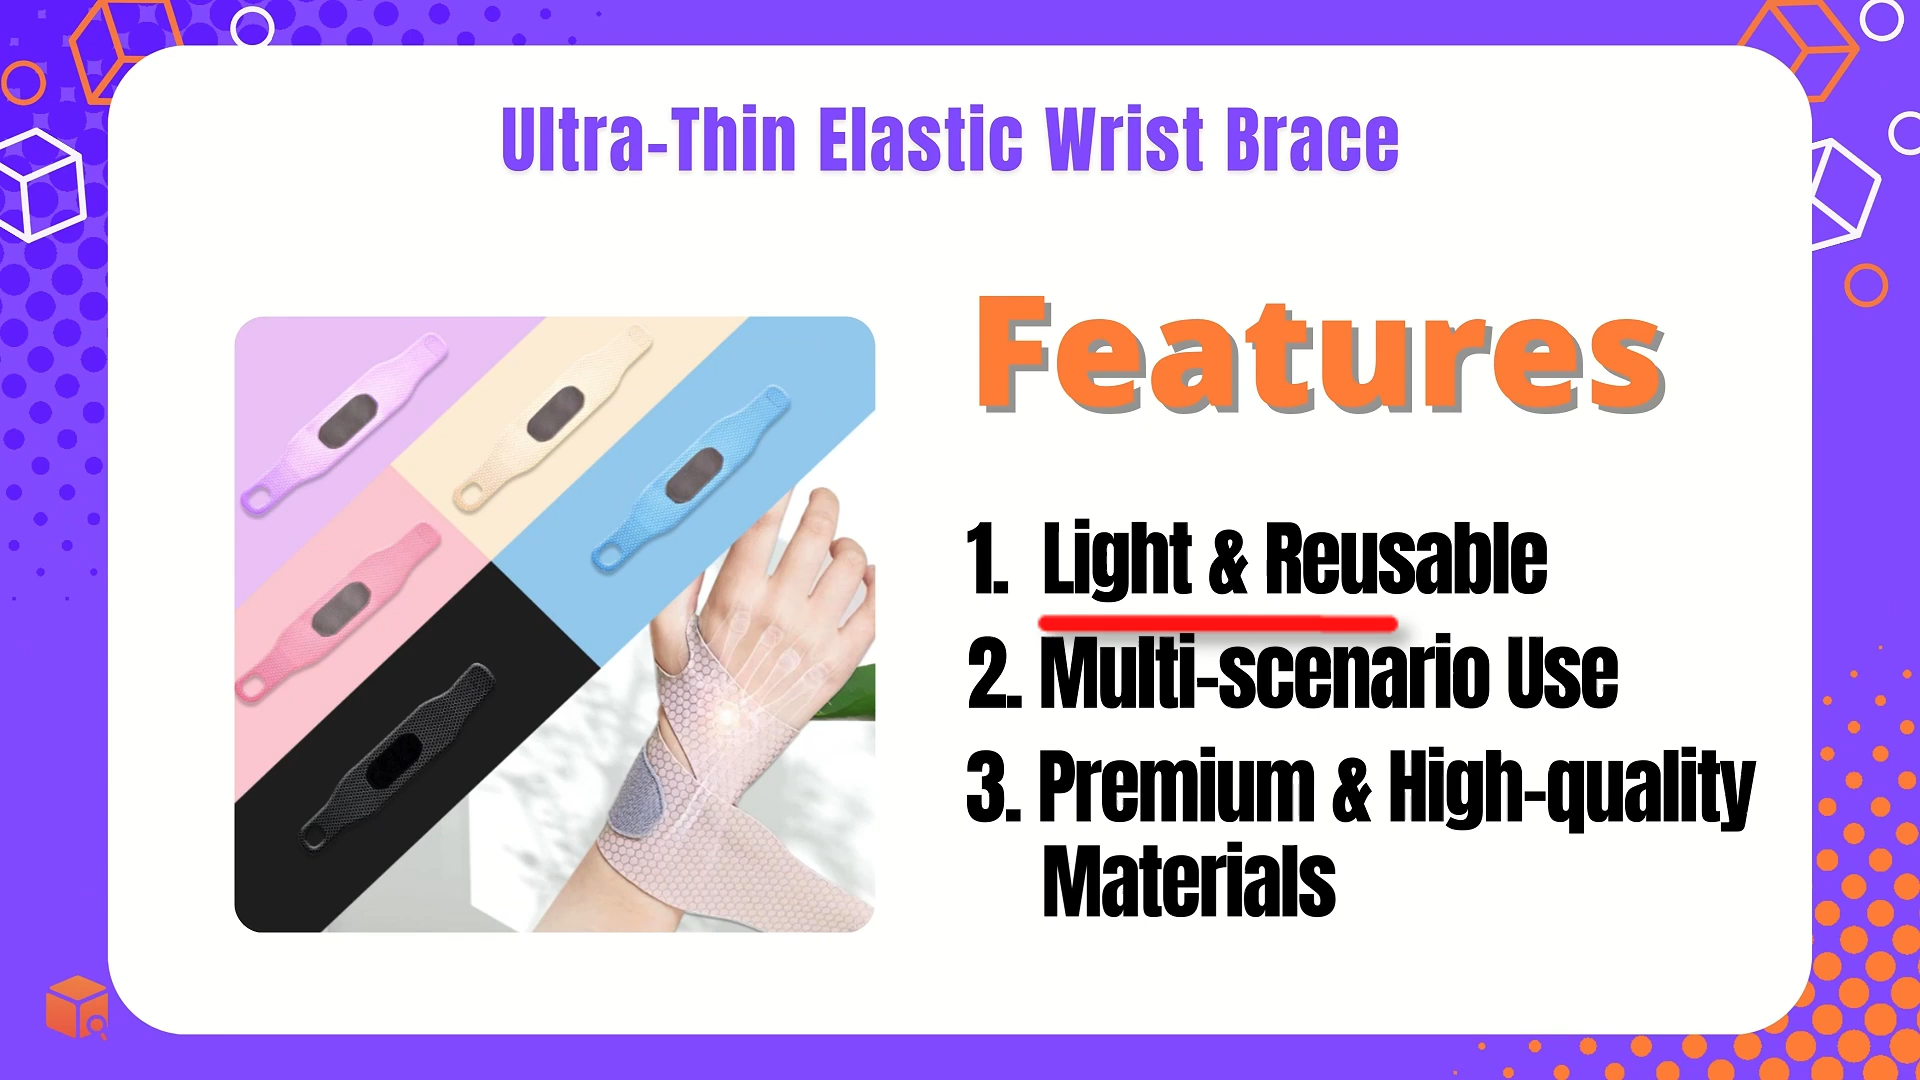 Ultra-Thin Elastic Wrist Brace
Features
1. Light & Reusable
2. Multi-scenario Use
3. Premium & High-quality
Materials